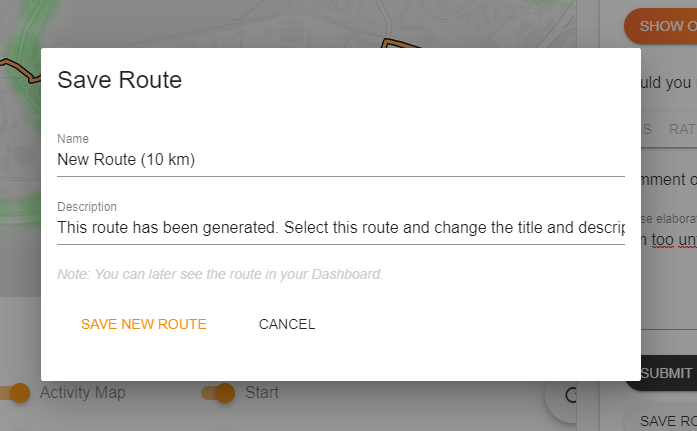 SHOW O
Save Route
uld you
S RAT
Name
New Route (10 km)
mment o
Description
se elabora
This route has been generated. Select this route and change the title and descrip
n too un
Note: You can later see the route in your Dashboard.
SAVE NEW ROUTE CANCEL
SUBMIT
Activity Map Start
SAVE RO